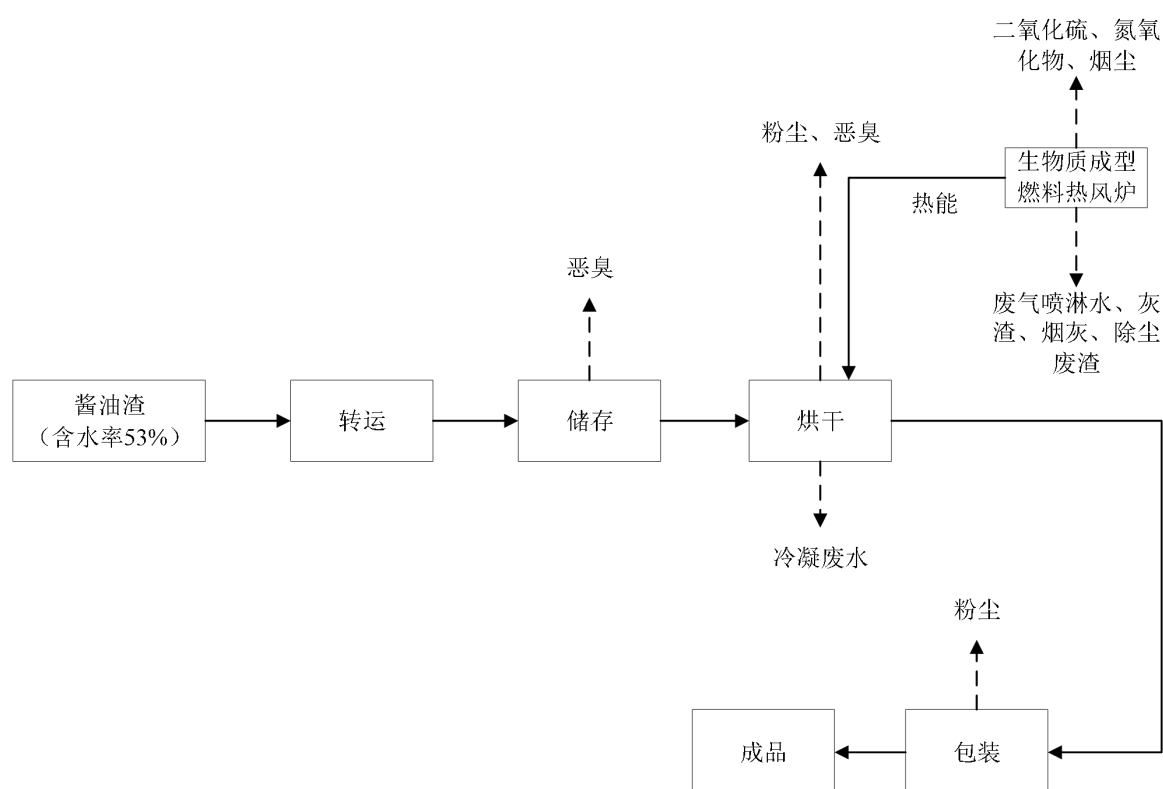 二氧化硫、氮氧
化物、烟尘
粉尘、恶臭
生物质成型
燃料热风炉
热能
恶臭
废气喷淋水、灰
渣、烟灰、除尘
废渣
酱油渣
（含水率53%）
转运
储存
烘干
冷凝废水
粉尘
成品
包装